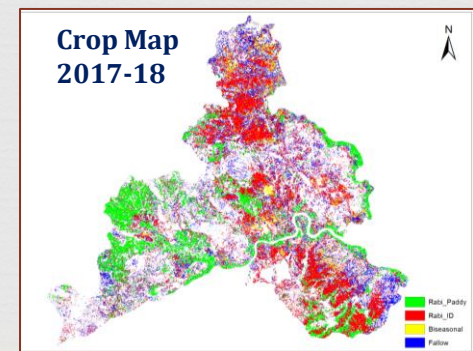 Crop Map
2017-18
N
Rabi_Paddy
Rabi_ID
Biseasonal
Fallow